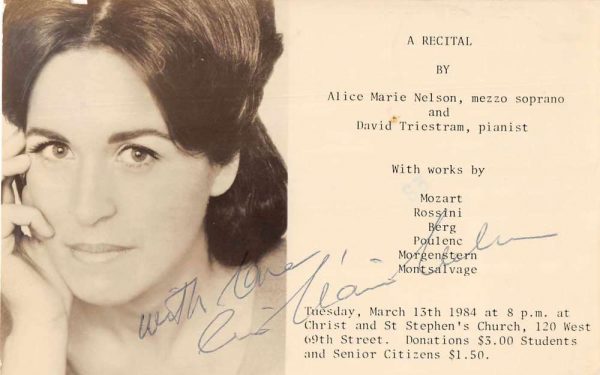 A RECITAL
BY
Alice Marie Nelson, mezzo soprano
and
David Triestram, pianist
With works by
Mozart
Rossini
Berg
Poulenc
Morgenstern
Montsalvage
with love
Tuesday, March 13th 1984 at 8 p.m. at
Christ and St Stephen's Church, 120 West
69th Street. Donations $3.00 Students
and Senior Citizens $1.50.